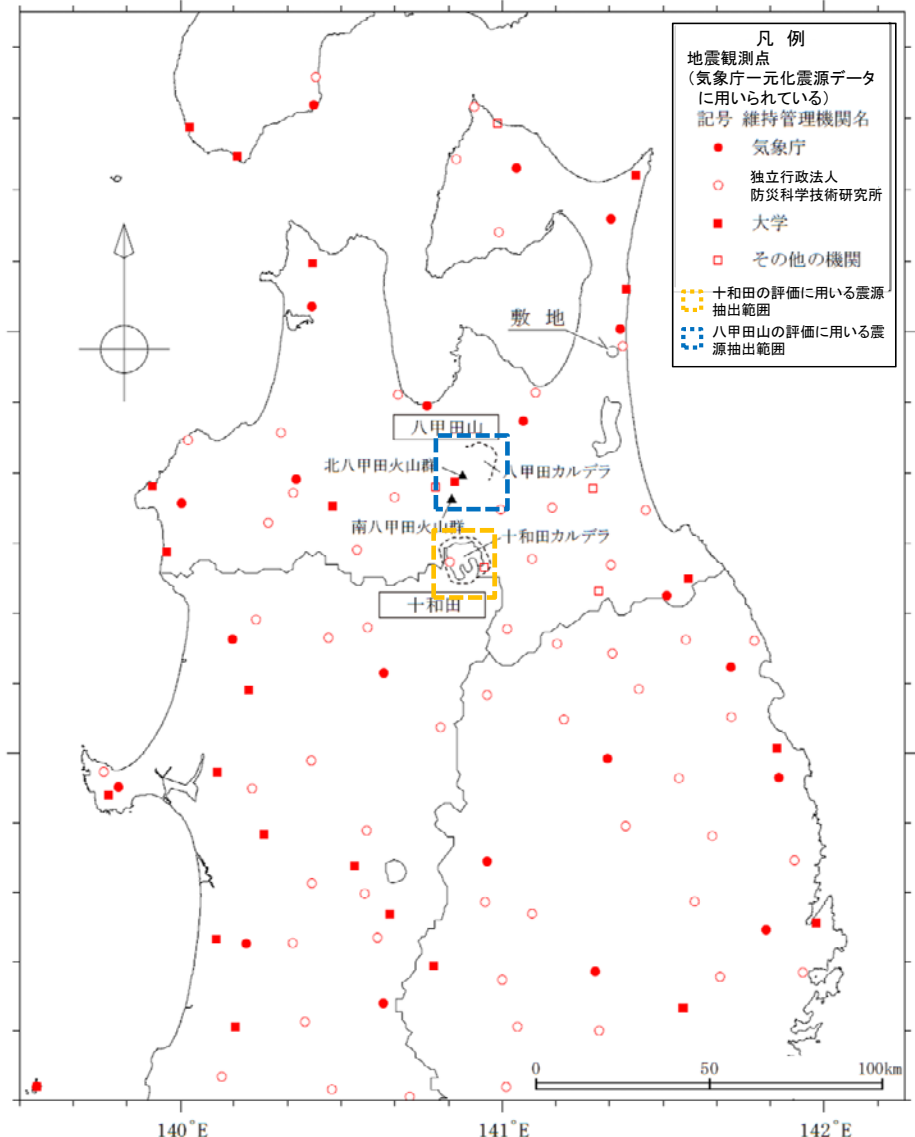 凡 例
地震観測点
(気象庁一元化震源データ
に用いられている)
記号 維持管理機関名
気象庁
独立行政法人
防災科学技術研究所
大学
その他の機関
十和田の評価に用いる震源
抽出範囲
八甲田山の評価に用いる震
源抽出範囲
敷 地
八甲田山
北八甲田火山群
八甲田カルデラ
南八甲田火山群
十和田カルデラ
十和田
0 50 100km
140°E 141°E 142°E